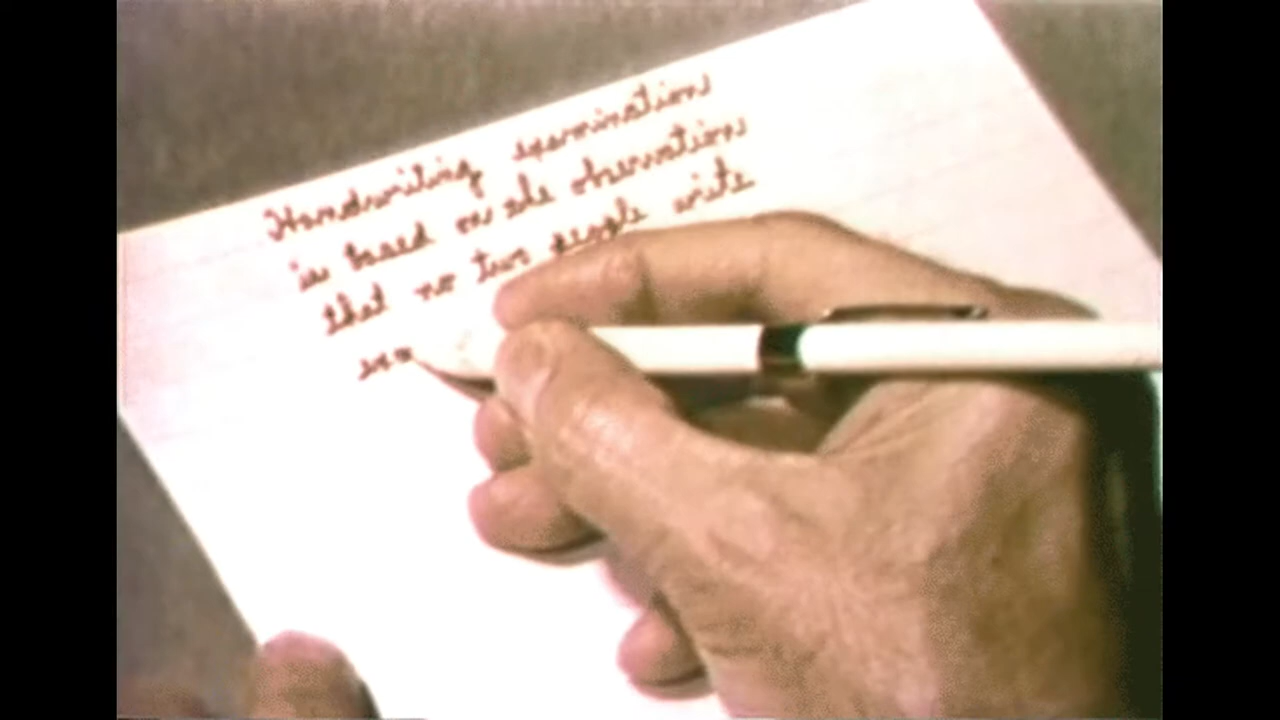 Handwriting examination
is based on the observation
that no two people write